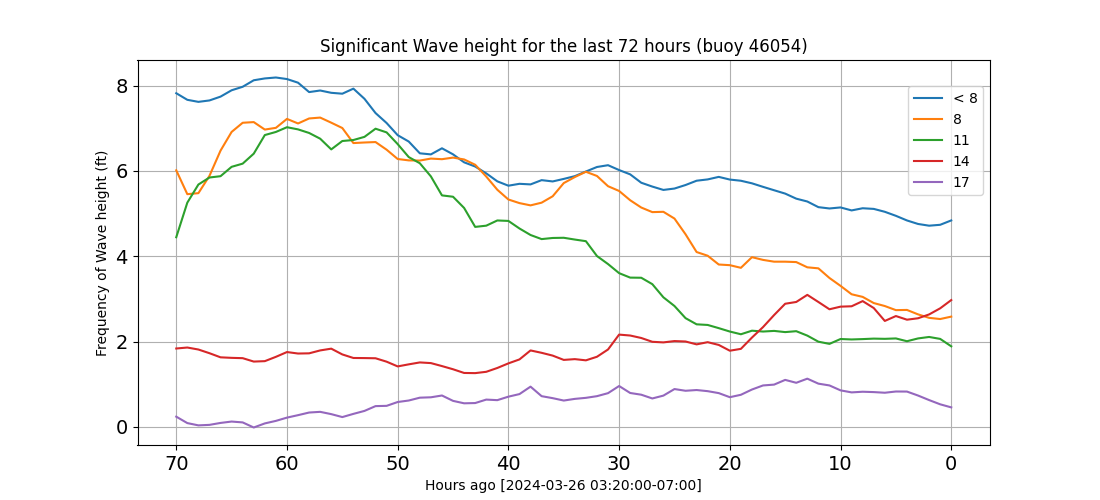 Significant Wave height for the last 72 hours (buoy 46054)
Frequency of Wave height (ft)
8
6
4
2
0
< 8
8
11
14
17
70 60 50 40 30 20 10 0
Hours ago [2024-03-26 03:20:00-07:00]